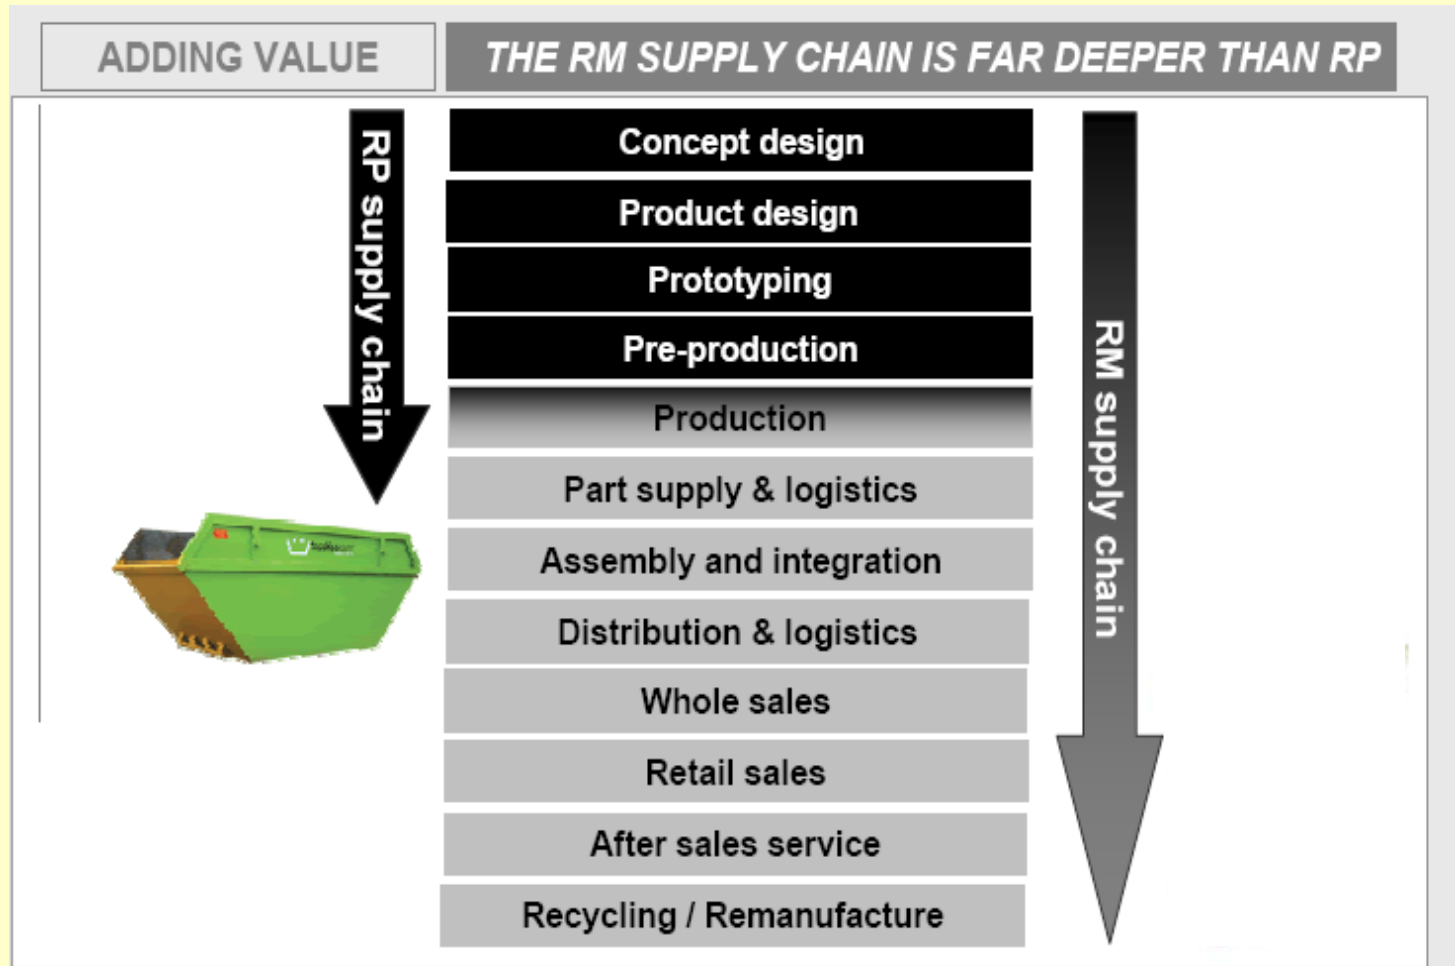 ADDING VALUE
THE RM SUPPLY CHAIN IS FAR DEEPER THAN RP
RP supply chain
Concept design
Product design
Prototyping
Pre-production
Production
Part supply & logistics
Assembly and integration
Distribution & logistics
Whole sales
Retail sales
After sales service
Recycling / Remanufacture
RM supply chain